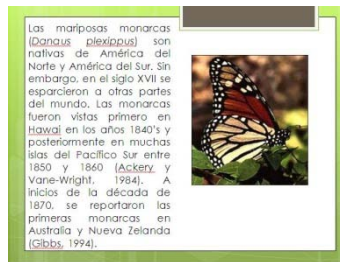 Las mariposas monarcas
(Danaus plexippus) son
nativas de América del
Norte y América del Sur. Sin
embargo, en el siglo XVII se
esparcieron a otras partes
del mundo. Las monarcas
fueron vistas primero en
Hawai en los años 1840's y
posteriormente en muchas
islas del Pacífico Sur entre
1850 y 1860 (Ackery y
Vane-Wright, 1984). A
inicios de la década de
1870, se reportaron las
primeras monarcas en
Australia y Nueva Zelanda
(Gibbs, 1994).